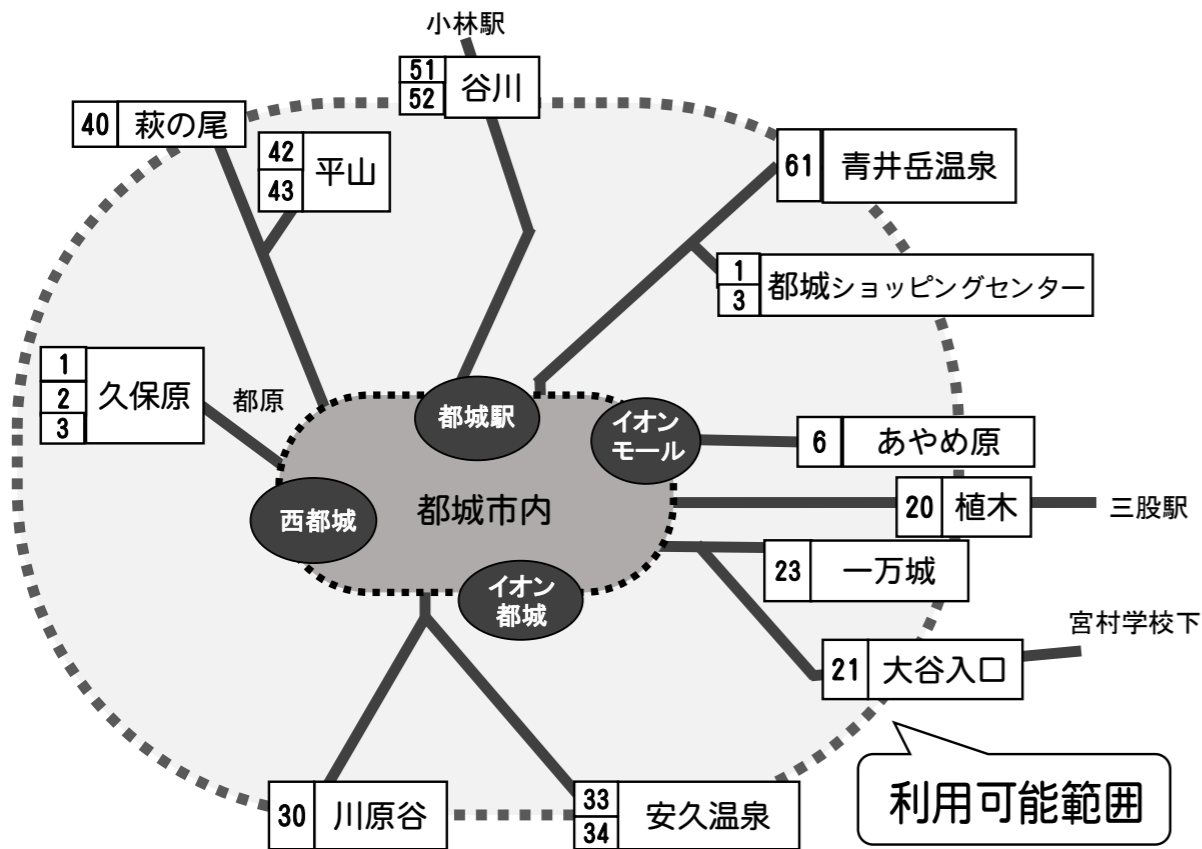 小林駅
51
52
谷川
40
萩の尾
42
43
平山
61
青井岳温泉
1
3
都城ショッピングセンター
1
2
3
久保原
都原
都城駅
イオン
モール
6
あやめ原
西都城
都城市内
20
植木
三股駅
23
一万城
イオン
都城
宮村学校下
21
大谷入口
利用可能範囲
30
川原谷
33
34
安久温泉